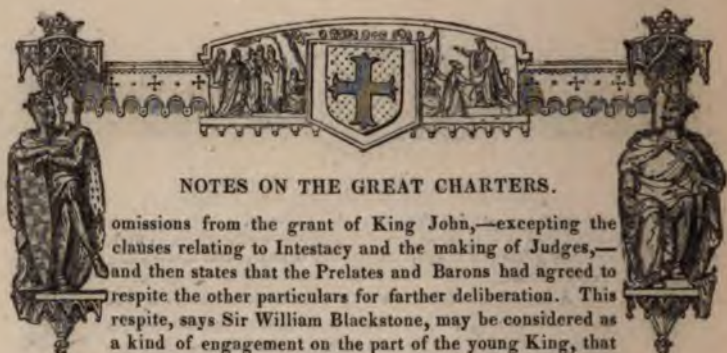 NOTES ON THE GREAT CHARTERS.
omissions from the grant of King John,—excepting the
clauses relating to Intestacy and the making of Judges,—
and then states that the Prelates and Barons had agreed to
respite the other particulars for farther deliberation. This
respite, says Sir William Blackstone, may be considered as
a kind of engagement on the part of the young King, that